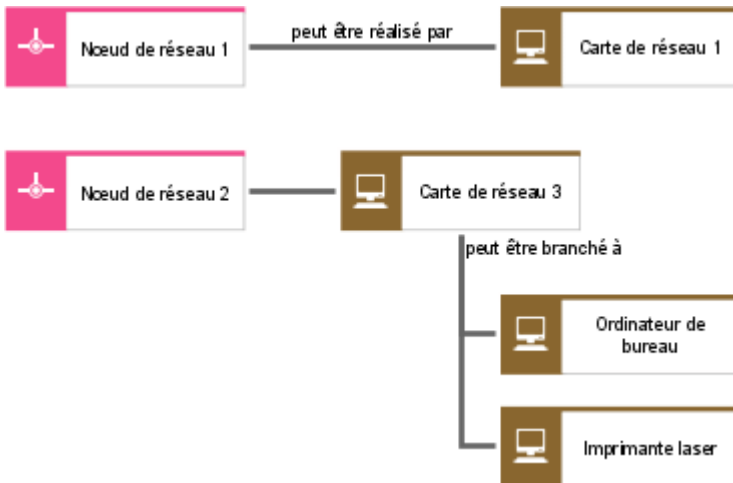 Nœud de réseau 1
peut être réalisé par
Carte de réseau 1
Nœud de réseau 2
Carte de réseau 3
peut être branché à
Ordinateur de
bureau
Imprimante laser